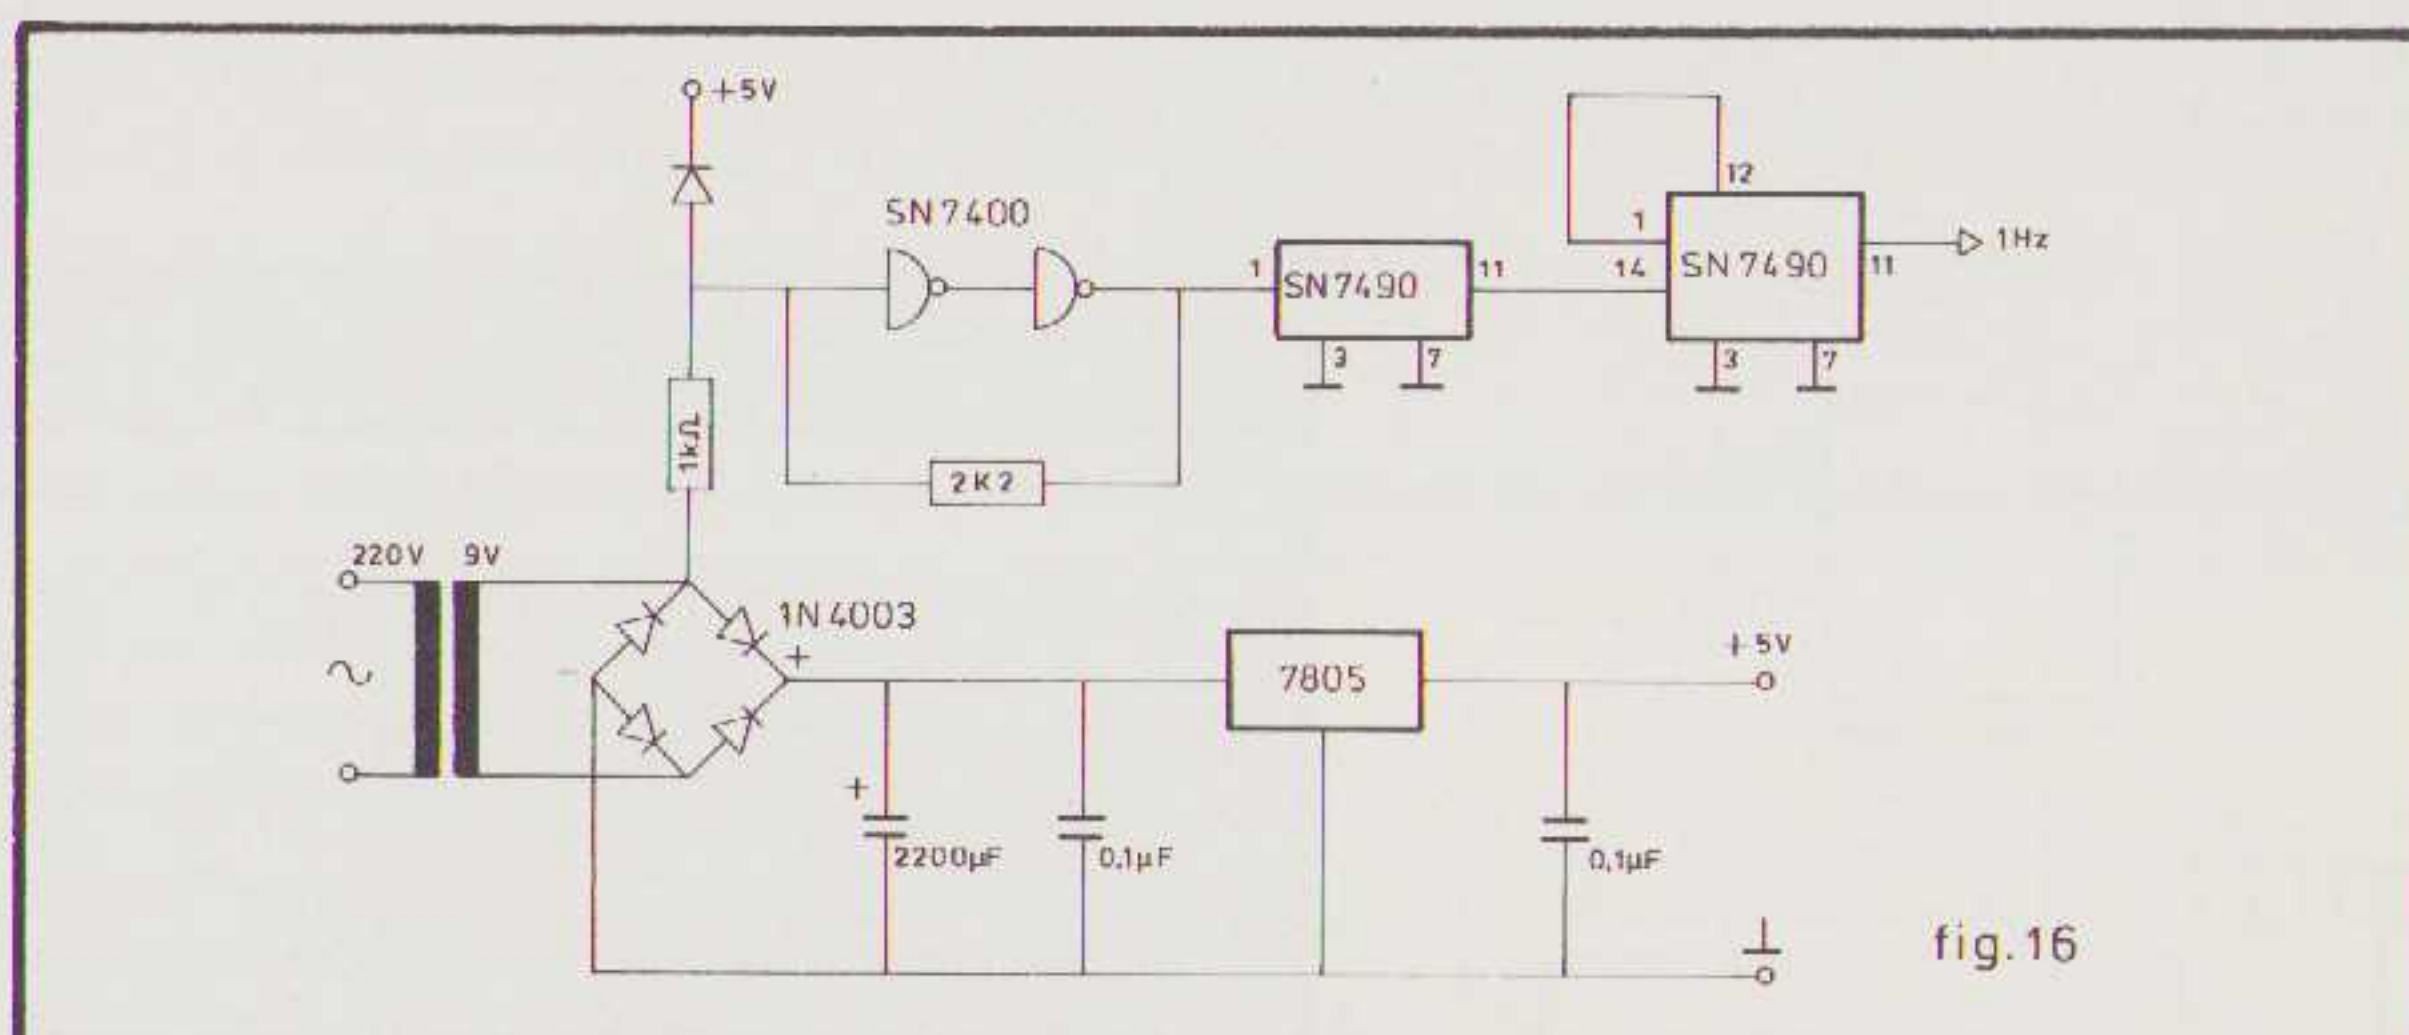 +5V
SN7400
12
1
14
SN7490
11
1Hz
1
SN7490
11
3
7
3
7
1kΩ
2K2
220V
9V
1N4003
+
-
7805
+5V
+
2200µF
0.1µF
0,1µF
fig.16